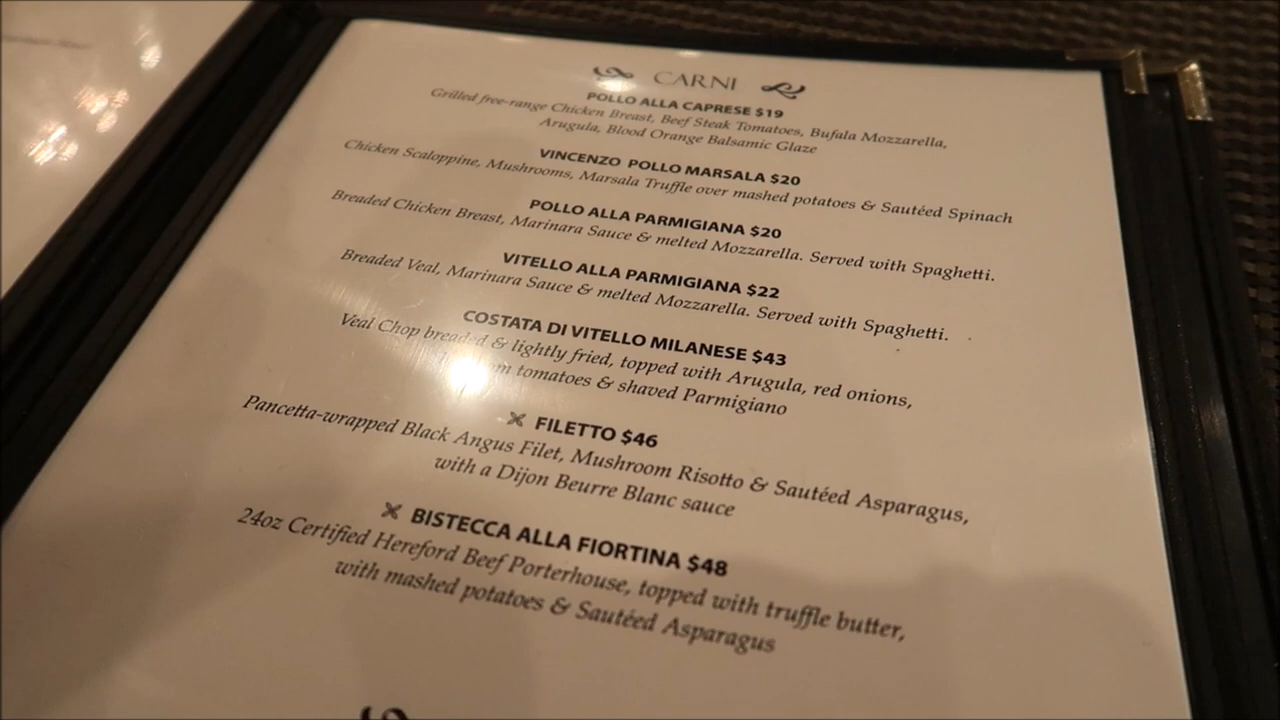 CARNI
POLLO ALLA CAPRESE $19
Grilled free-range Chicken Breast, Beef Steak Tomatoes, Bufala Mozzarella,
Arugula, Blood Orange Balsamic Glaze
VINCENZO POLLO MARSALA $20
Chicken Scaloppine, Mushrooms, Marsala Truffle over mashed potatoes & Sautéed Spinach
POLLO ALLA PARMIGIANA $20
Breaded Chicken Breast, Marinara Sauce & melted Mozzarella. Served with Spaghetti.
VITELLO ALLA PARMIGIANA $22
Breaded Veal, Marinara Sauce & melted Mozzarella. Served with Spaghetti.
COSTATA DI VITELLO MILANESE $43
Veal Chop breaded & lightly fried, topped with Arugula, red onions,
tomatoes & shaved Parmigiano
FILETTO $46
Pancetta-wrapped Black Angus Filet, Mushroom Risotto & Sautéed Asparagus,
with a Dijon Beurre Blanc sauce
BISTECCA ALLA FIORTINA $48
24oz Certified Hereford Beef Porterhouse, topped with truffle butter,
with mashed potatoes & Sautéed Asparagus